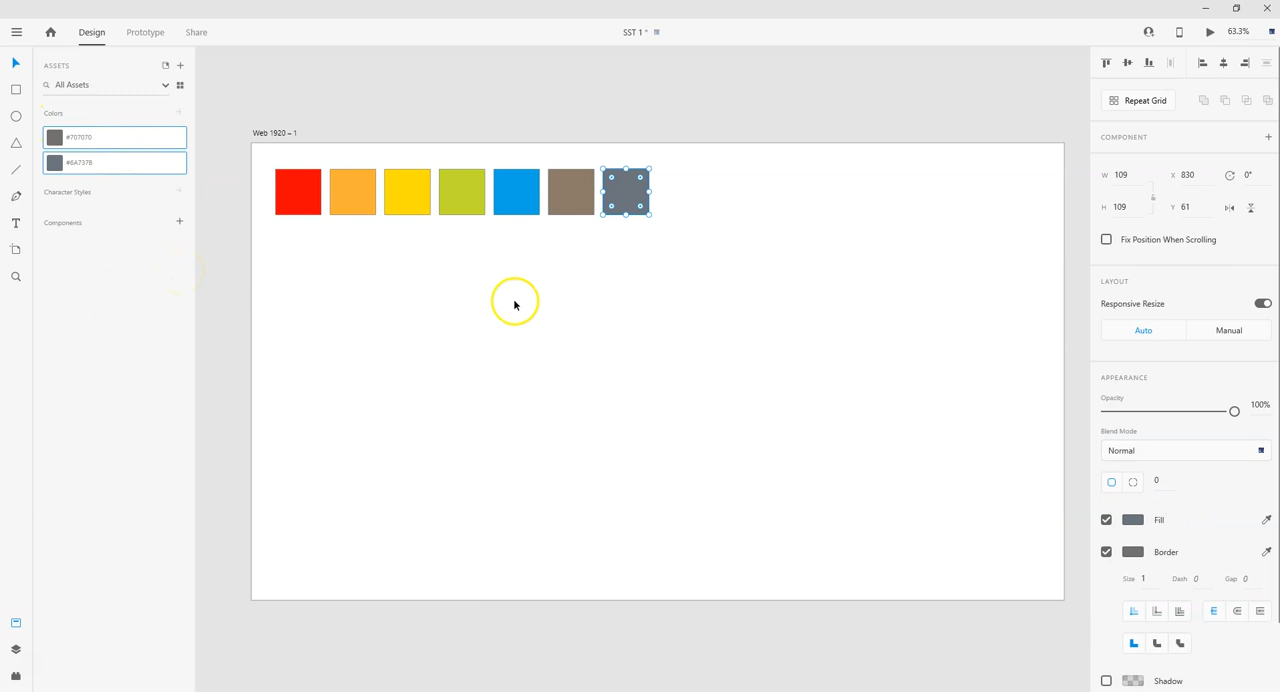 Design Prototype Share SST 1 * 63.3%
ASSETS
All Assets
Colors
#707070
#6A737B
Character Styles
Components
Web 1920 – 1
Repeat Grid
COMPONENT
W 109 X 830 0°
H 109 Y 61
Fix Position When Scrolling
LAYOUT
Responsive Resize
Auto Manual
APPEARANCE
Opacity
100%
Blend Mode
Normal
0
Fill
Border
Size 1 Dash 0 Gap 0
Shadow